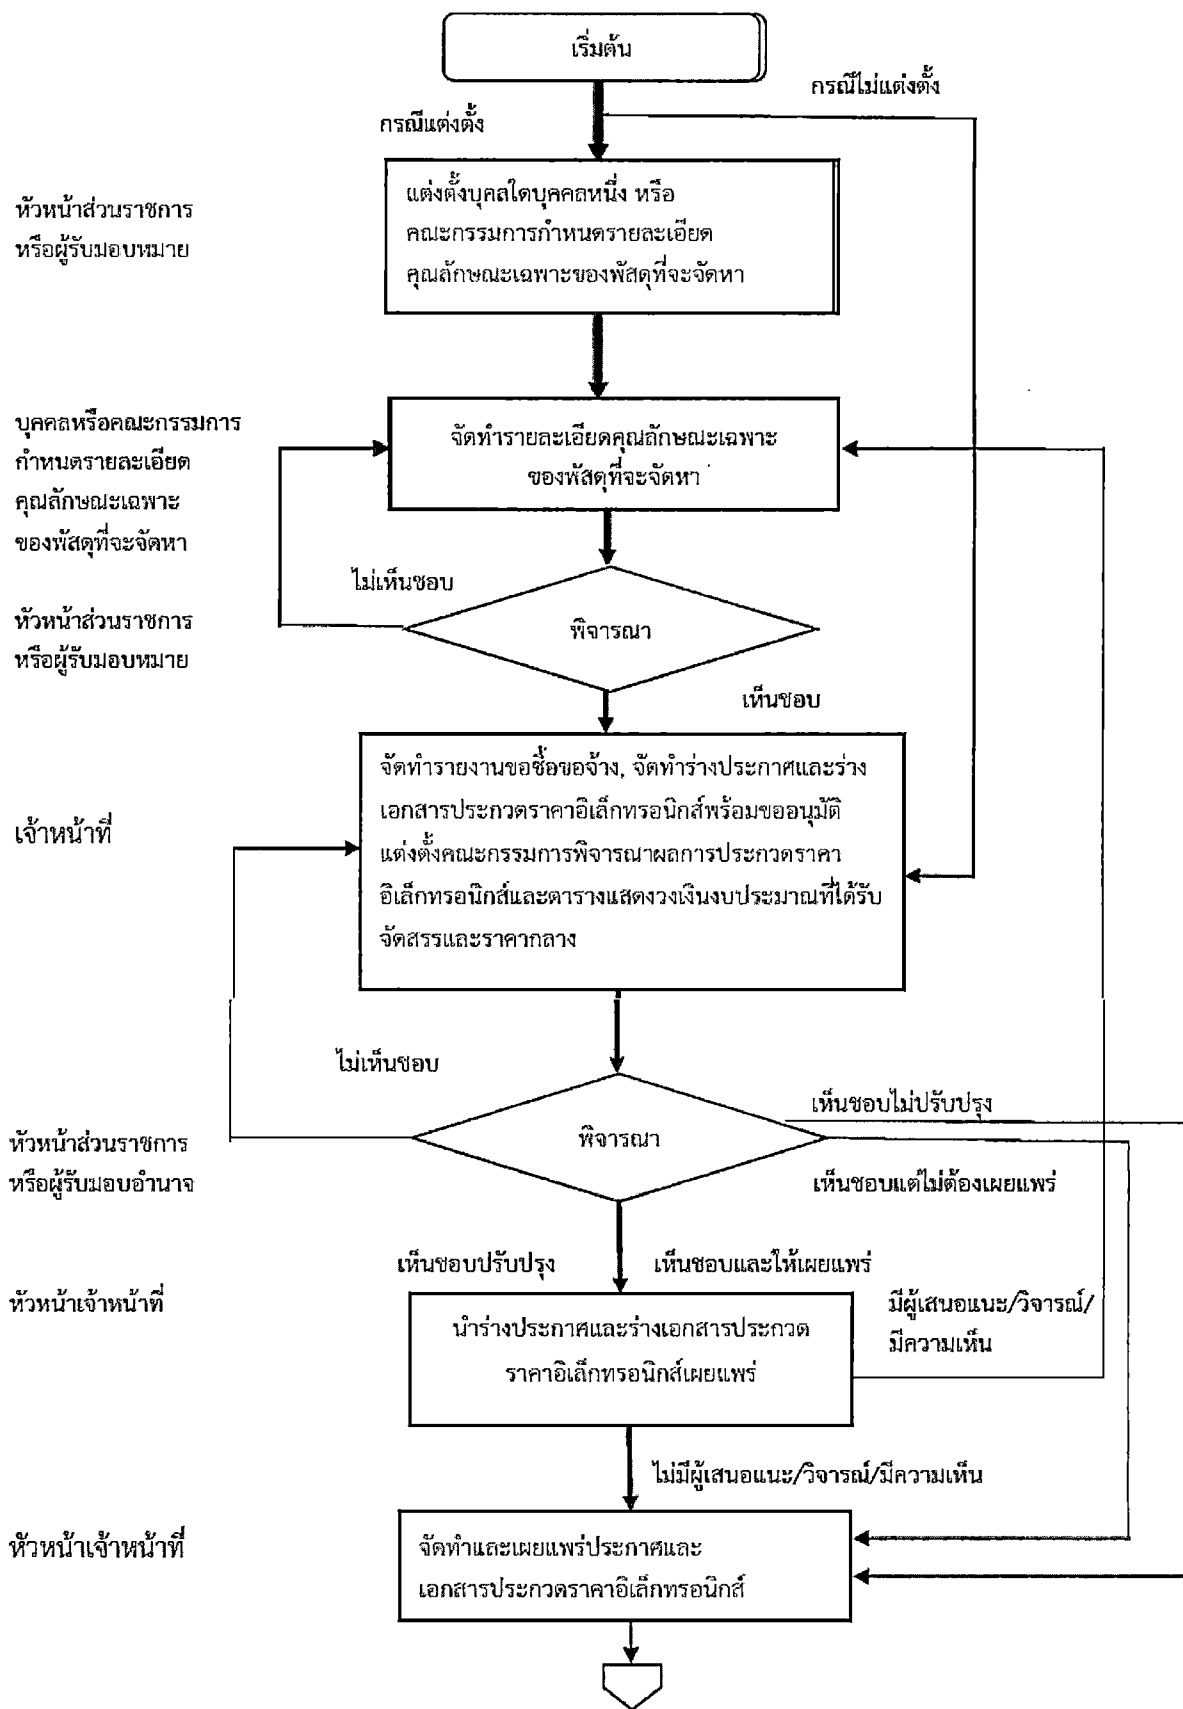 เริ่มต้น
กรณีไม่แต่งตั้ง
กรณีแต่งตั้ง
หัวหน้าส่วนราชการ
หรือผู้รับมอบหมาย
แต่งตั้งบุคลใดบุคคลหนึ่ง หรือ
คณะกรรมการกำหนดรายละเอียด
คุณลักษณะเฉพาะของพัสดุที่จะจัดหา
บุคคลหรือคณะกรรมการ
กำหนดรายละเอียด
คุณลักษณะเฉพาะ
ของพัสดุที่จะจัดหา
จัดทำรายละเอียดคุณลักษณะเฉพาะ
ของพัสดุที่จะจัดหา
ไม่เห็นชอบ
หัวหน้าส่วนราชการ
หรือผู้รับมอบหมาย
พิจารณา
เห็นชอบ
เจ้าหน้าที่
จัดทำรายงานขอซื้อขอจ้าง, จัดทำร่างประกาศและร่าง
เอกสารประกวดราคาอิเล็กทรอนิกส์พร้อมขออนุมัติ
แต่งตั้งคณะกรรมการพิจารณาผลการประกวดราคา
อิเล็กทรอนิกส์และตารางแสดงวงเงินงบประมาณที่ได้รับ
จัดสรรและราคากลาง
ไม่เห็นชอบ
เห็นชอบไม่ปรับปรุง
หัวหน้าส่วนราชการ
หรือผู้รับมอบอำนาจ
พิจารณา
เห็นชอบแต่ไม่ต้องเผยแพร่
เห็นชอบปรับปรุง
เห็นชอบและให้เผยแพร่
หัวหน้าเจ้าหน้าที่
นำร่างประกาศและร่างเอกสารประกวด
ราคาอิเล็กทรอนิกส์เผยแพร่
มีผู้เสนอแนะ/วิจารณ์/
มีความเห็น
ไม่มีผู้เสนอแนะ/วิจารณ์/มีความเห็น
หัวหน้าเจ้าหน้าที่
จัดทำและเผยแพร่ประกาศและ
เอกสารประกวดราคาอิเล็กทรอนิกส์